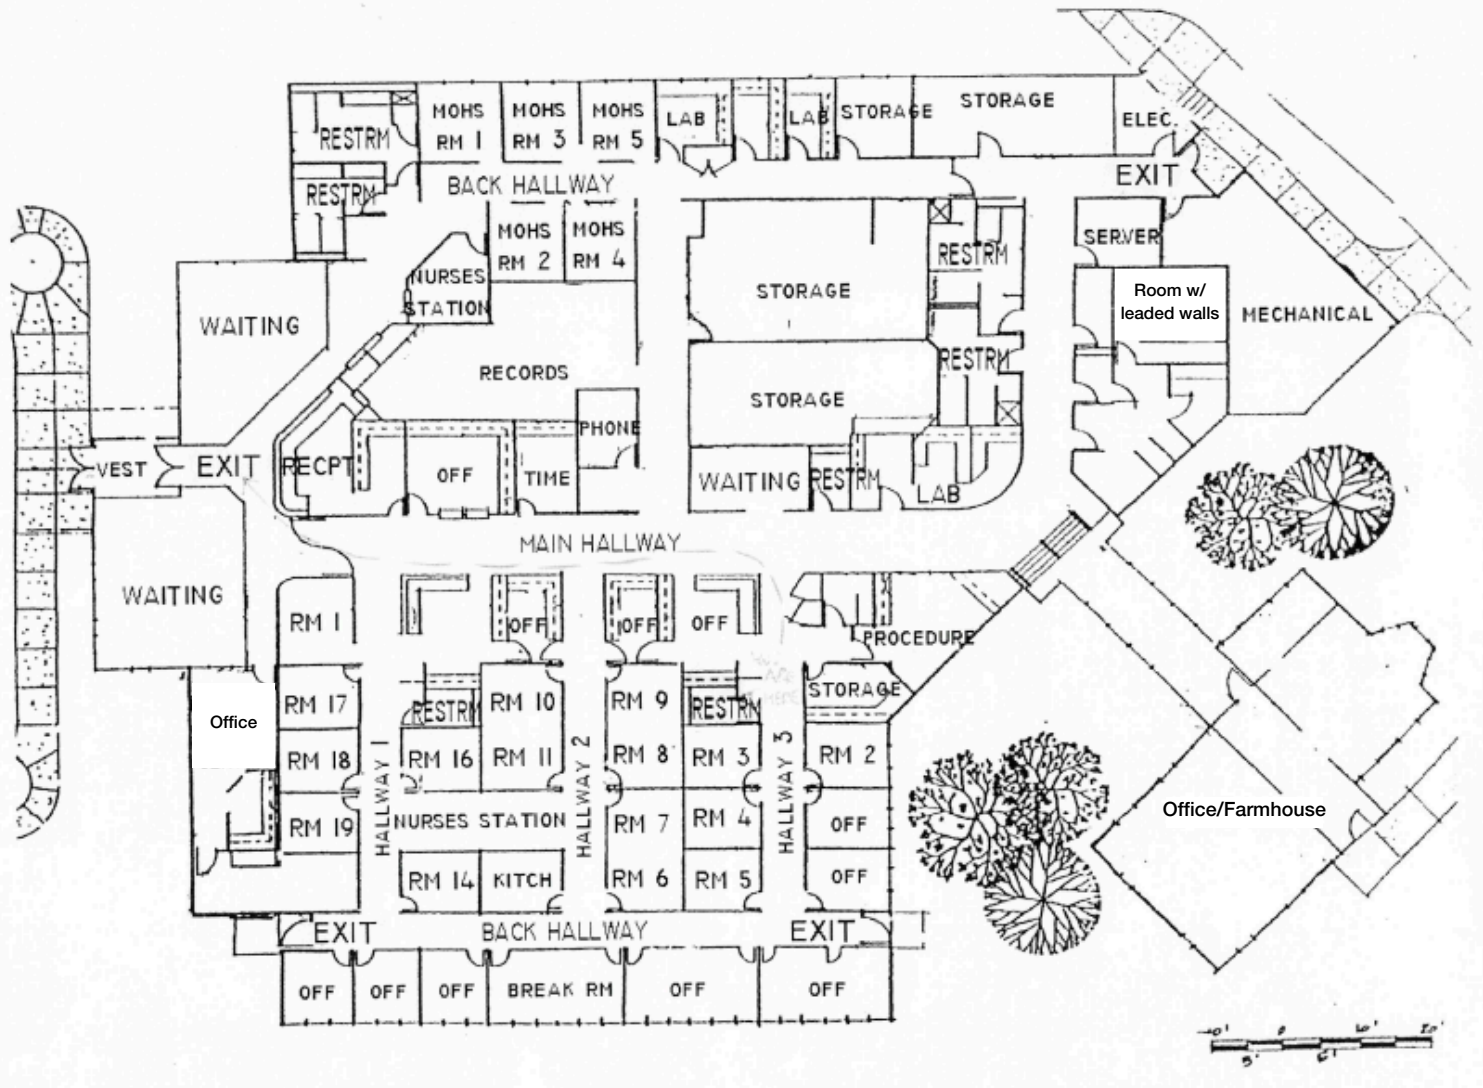 MOHS
RM 1
MOHS
RM 3
MOHS
RM 5
LAB
LAB
STORAGE
STORAGE
ELEC.
RESTRM
RESTRM
BACK HALLWAY
EXIT
MOHS
RM 2
MOHS
RM 4
NURSES
STATION
RESTRM
SERVER
WAITING
STORAGE
Room w/
leaded walls
MECHANICAL
RECORDS
RESTRM
STORAGE
PHONE
VEST
EXIT
RECPT
OFF
TIME
WAITING
RESTRM
LAB
MAIN HALLWAY
WAITING
RM 1
OFF
OFF
OFF
PROCEDURE
ARE
HERE
STORAGE
Office
RM 17
RESTRM
RM 10
RM 9
RESTRM
RM 18
HALLWAY 1
RM 16
RM 11
HALLWAY 2
RM 8
RM 3
HALLWAY 3
RM 2
RM 19
NURSES STATION
RM 7
RM 4
OFF
Office/Farmhouse
RM 14
KITCH
RM 6
RM 5
OFF
EXIT
BACK HALLWAY
EXIT
OFF
OFF
OFF
BREAK RM
OFF
OFF
0
10'
20'
5'